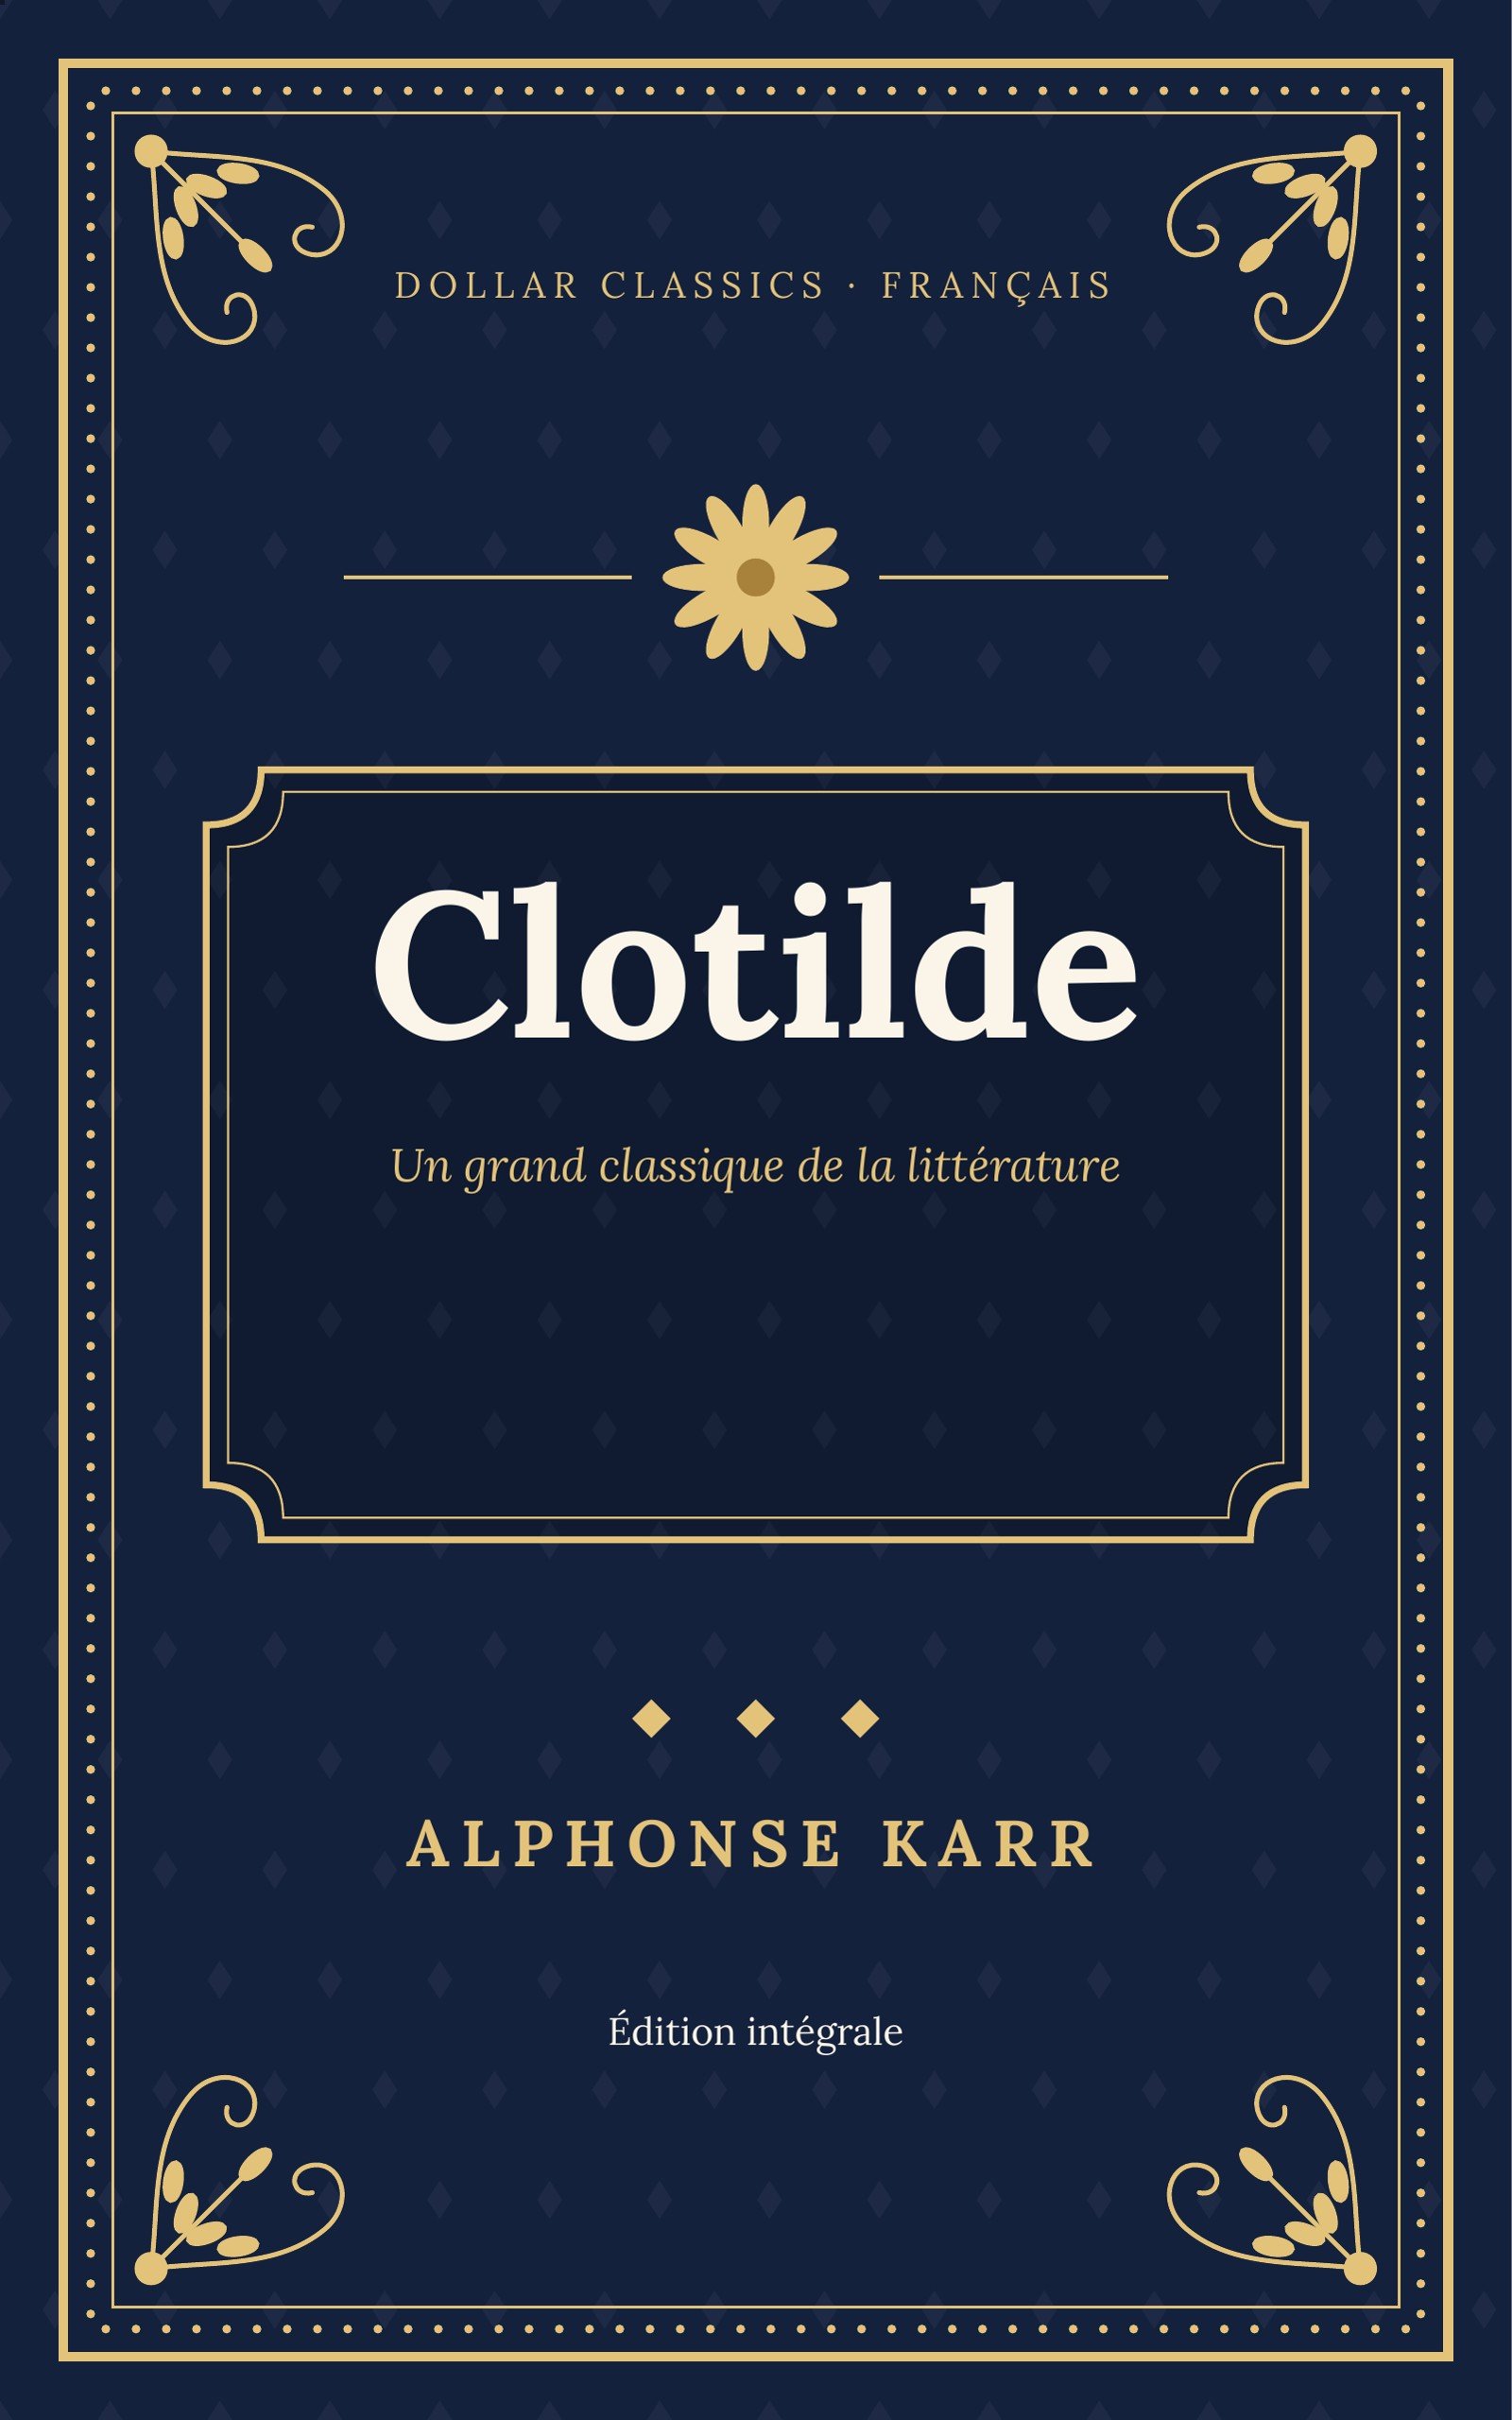 DOLLAR CLASSICS · FRANÇAIS
Clotilde
Un grand classique de la littérature
ALPHONSE KARR
Édition intégrale